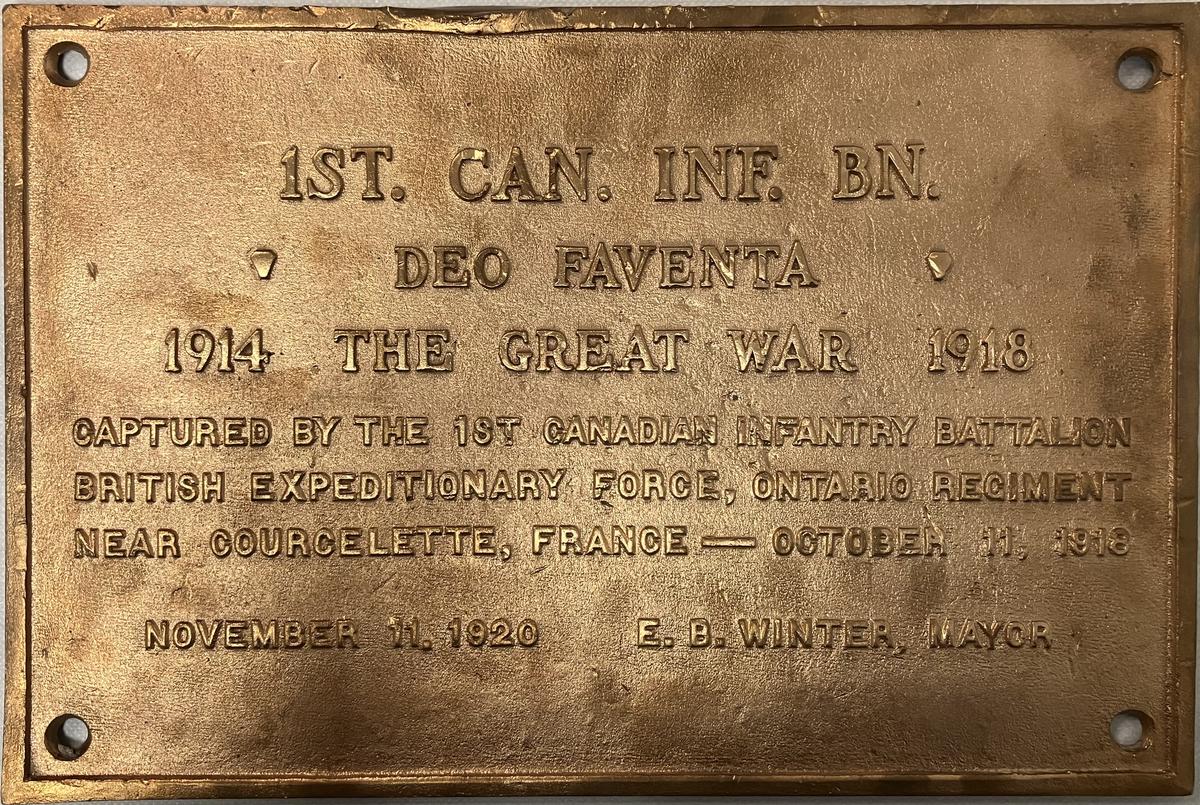 1ST. CAN. INF. BN.
DEO FAVENTA
1914 THE GREAT WAR 1918
CAPTURED BY THE 1ST CANADIAN INFANTRY BATTALION
BRITISH EXPEDITIONARY FORCE, ONTARIO REGIMENT
NEAR COURCELETTE, FRANCE — OCTOBER 11, 1918
NOVEMBER 11, 1920 E. B. WINTER, MAYOR